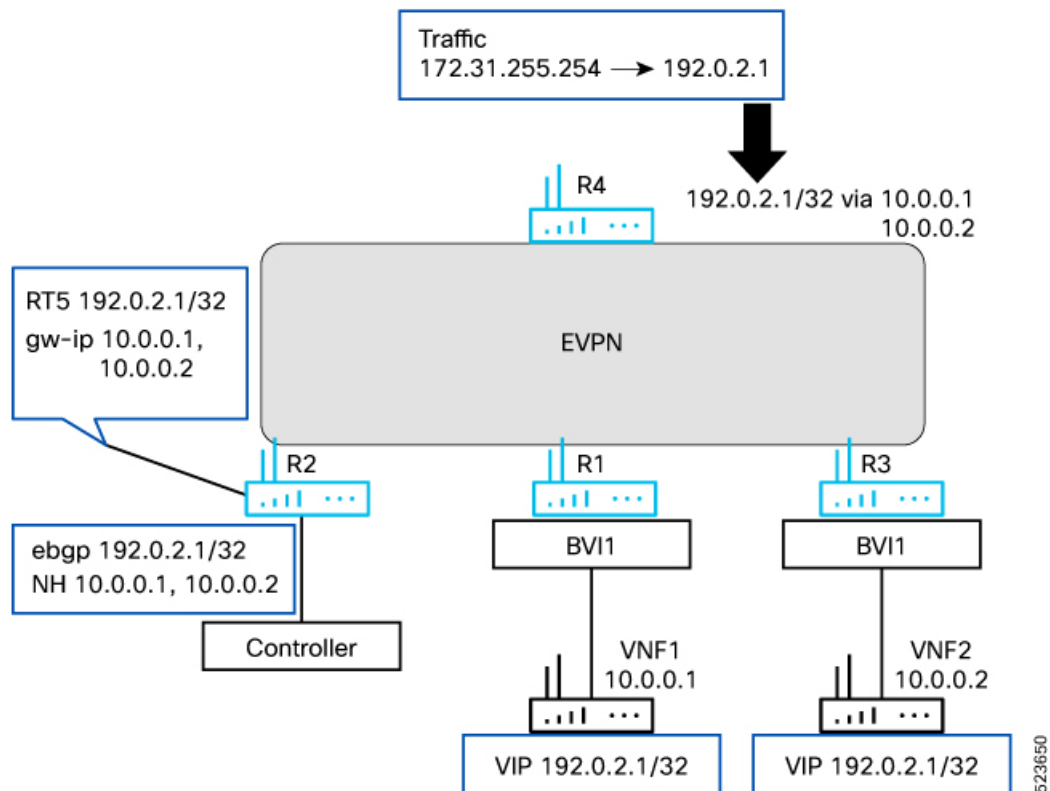 Traffic
172.31.255.254 → 192.0.2.1
R4
192.0.2.1/32 via 10.0.0.1
10.0.0.2
RT5 192.0.2.1/32
gw-ip 10.0.0.1,
10.0.0.2
EVPN
R2
R1
R3
ebgp 192.0.2.1/32
NH 10.0.0.1, 10.0.0.2
BVI1
BVI1
Controller
VNF1
10.0.0.1
VNF2
10.0.0.2
VIP 192.0.2.1/32
VIP 192.0.2.1/32
523650